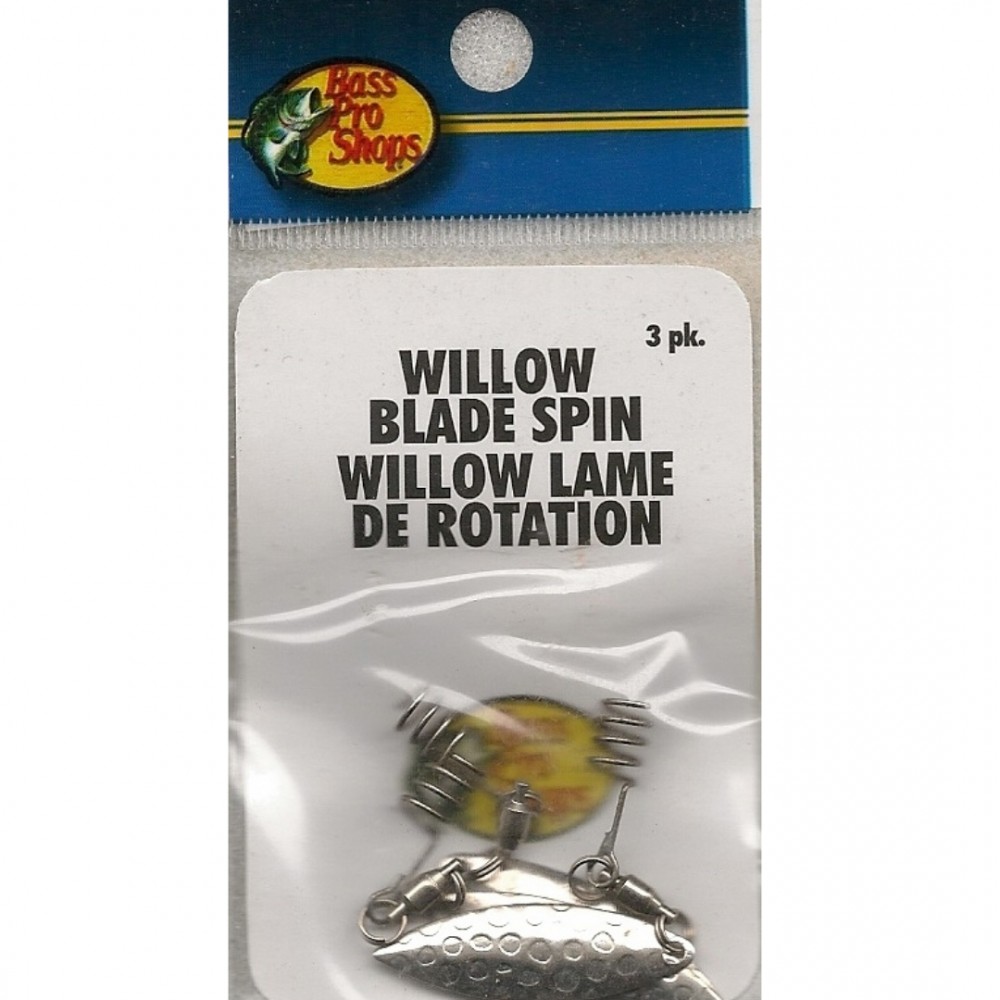 Bass
Pro
Shops
3 pk.
WILLOW
BLADE SPIN
WILLOW LAME
DE ROTATION